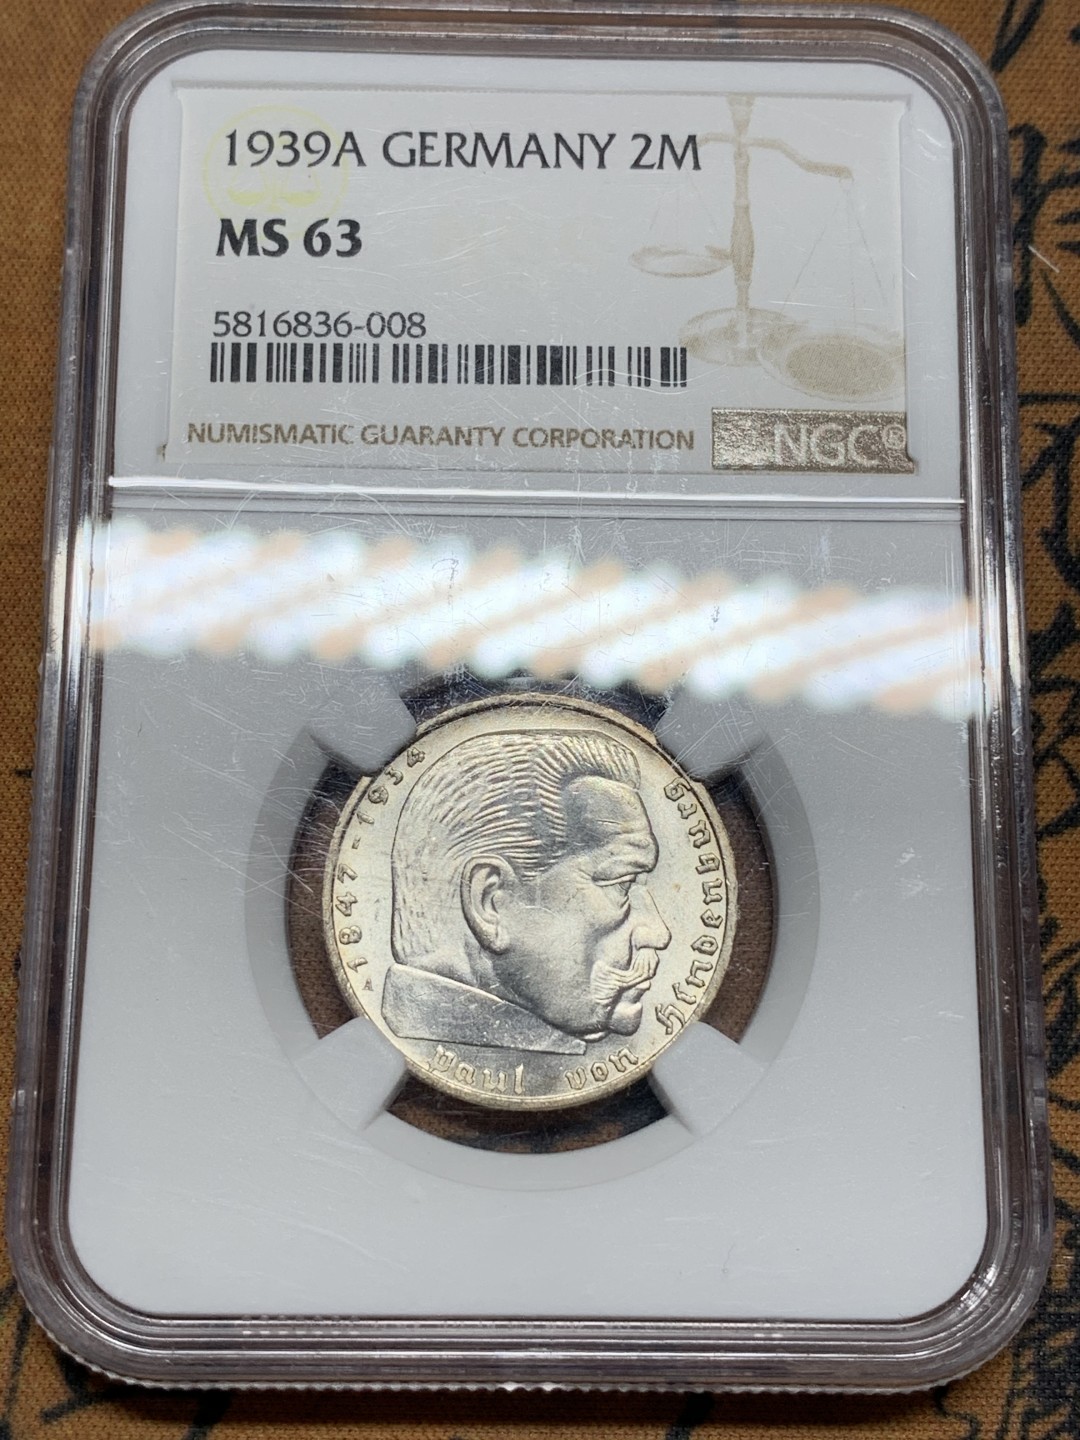 1939A GERMANY 2M
MS 63
5816836-008
NUMISMATIC GUARANTY CORPORATION
NGC®
A 1847-1934
Paul von Hindenburg